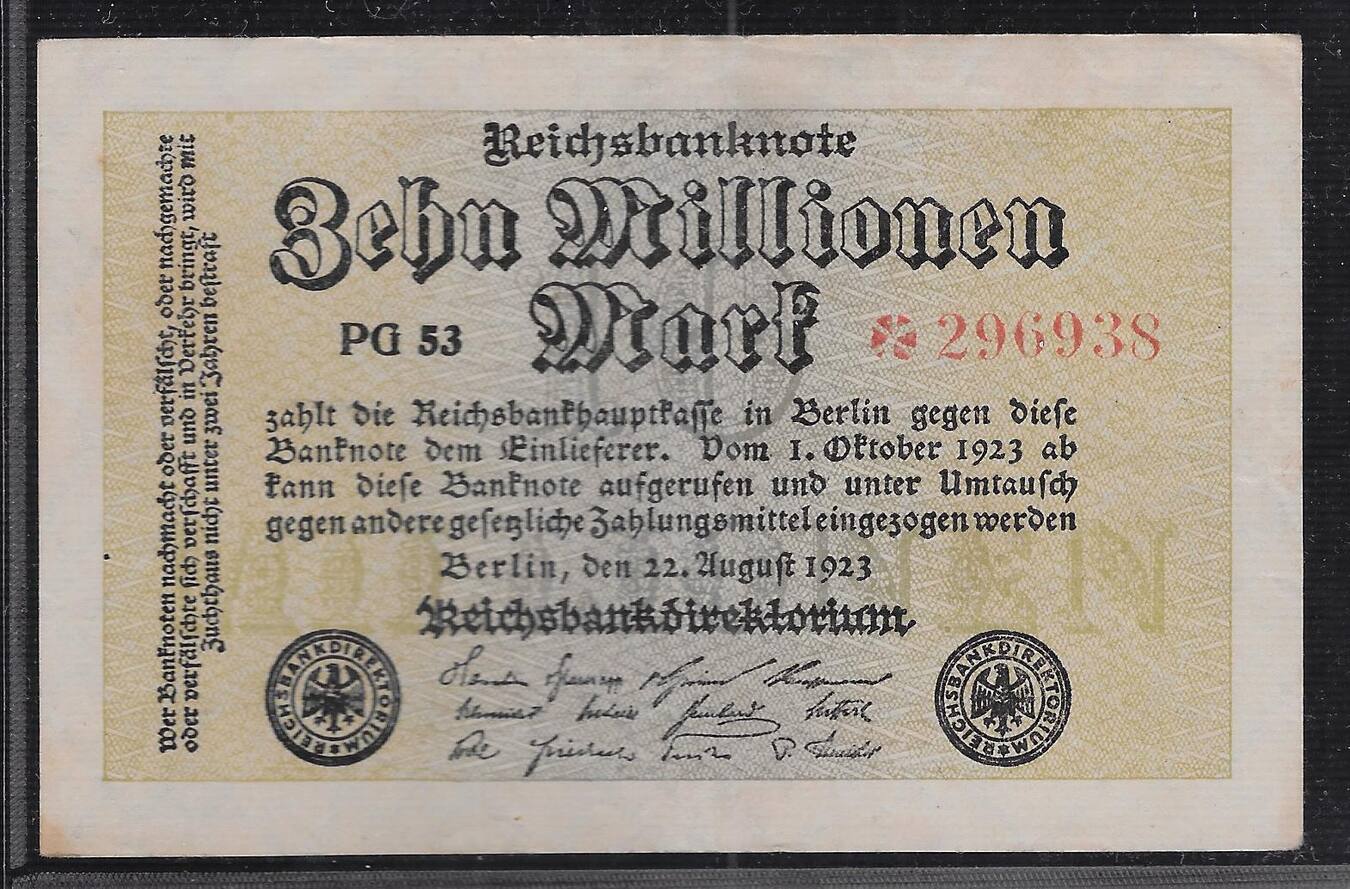 Reichsbanknote
Zehn Millionen
Mark
PG 53
296938
zahlt die Reichsbankhauptkasse in Berlin gegen diese
Banknote dem Einlieferer. Vom 1. Oktober 1923 ab
kann diese Banknote aufgerufen und unter Umtausch
gegen andere gesetzliche Zahlungsmittel eingezogen werden
Berlin, den 22. August 1923
Reichsbankdirektorium
REICHSBANKDIREKTORIUM
REICHSBANKDIREKTORIUM
Wer Banknoten nachmacht oder verfälscht, oder nachgemachte
oder verfälschte sich verschafft und in Verkehr bringt, wird mit
Zuchthaus nicht unter zwei Jahren bestraft